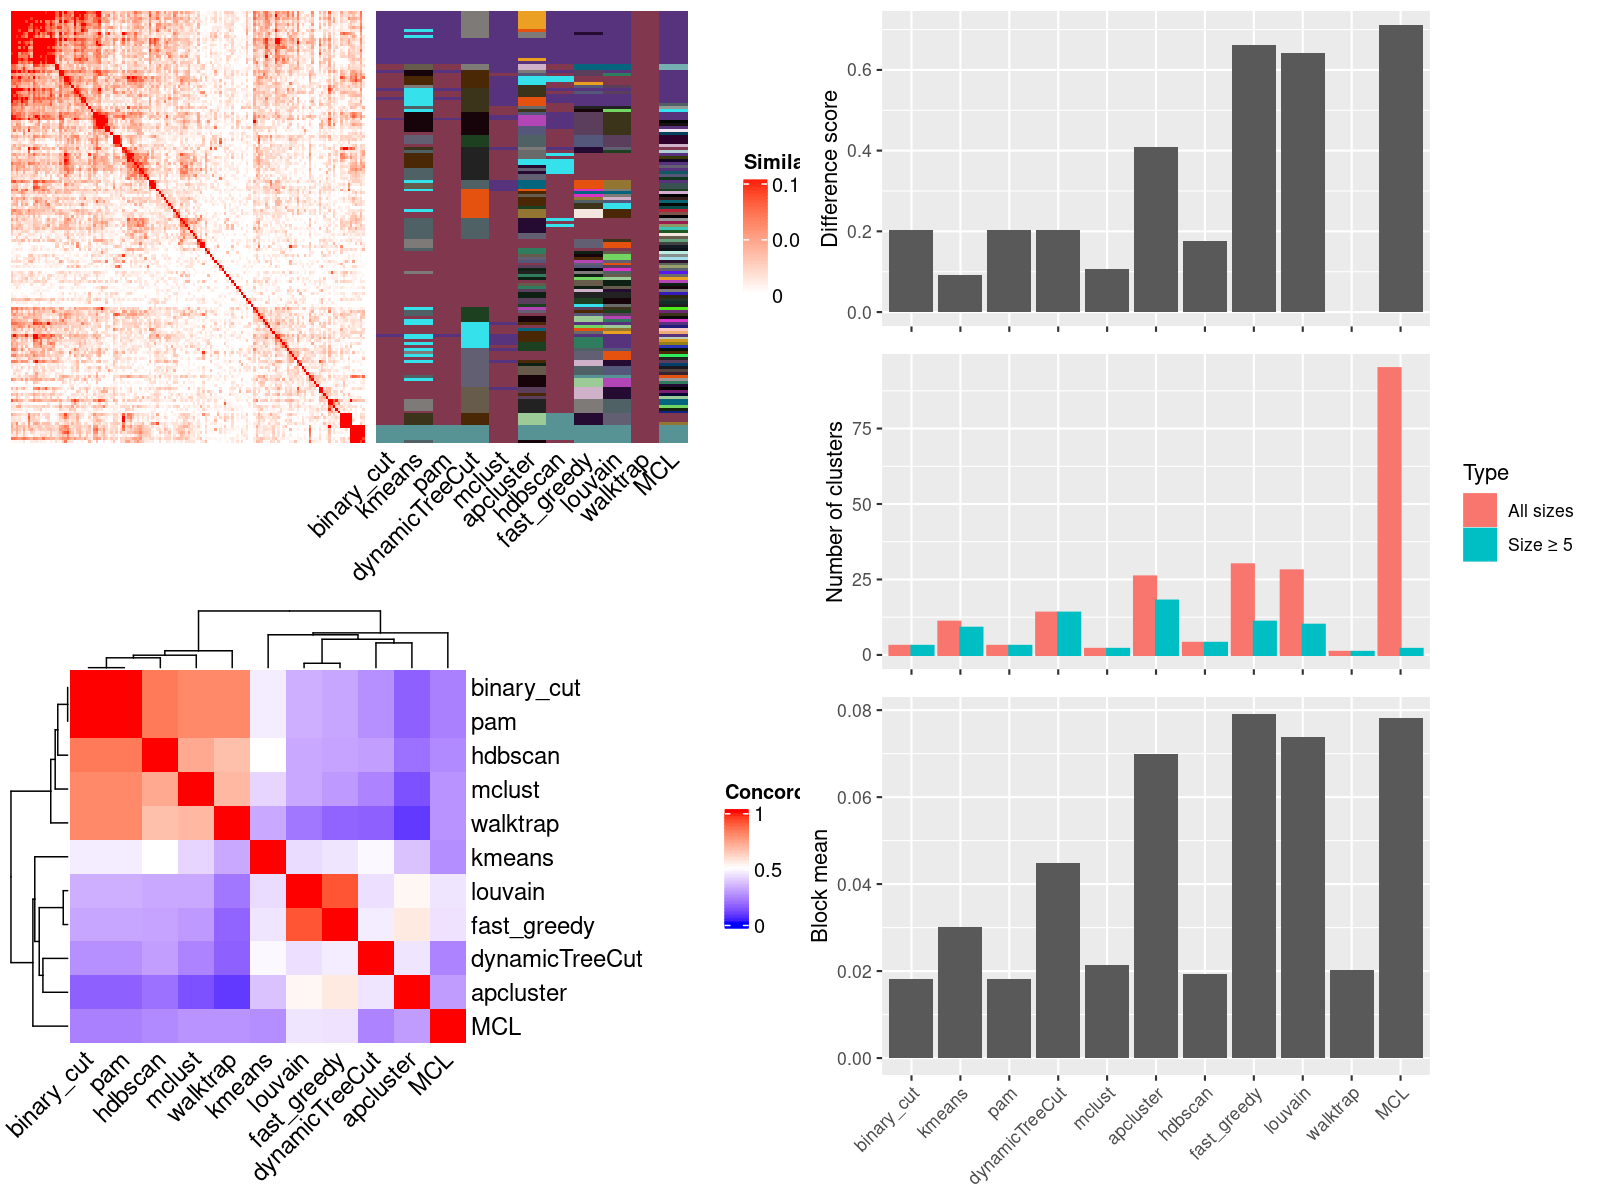 Simila
0.1
0.0
0
binary_cut
kmeans
pam
dynamicTreeCut
mclust
apcluster
hdbscan
fast_greedy
louvain
walktrap
MCL
binary_cut
pam
hdbscan
mclust
walktrap
kmeans
louvain
fast_greedy
dynamicTreeCut
apcluster
MCL
binary_cut
pam
hdbscan
mclust
walktrap
kmeans
louvain
fast_greedy
dynamicTreeCut
apcluster
MCL
Concord
1
0.5
0
Difference score
0.6
0.4
0.2
0.0
Number of clusters
75
50
25
0
Type
All sizes
Size ≥ 5
Block mean
0.08
0.06
0.04
0.02
0.00
binary_cut
kmeans
pam
dynamicTreeCut
mclust
apcluster
hdbscan
fast_greedy
louvain
walktrap
MCL